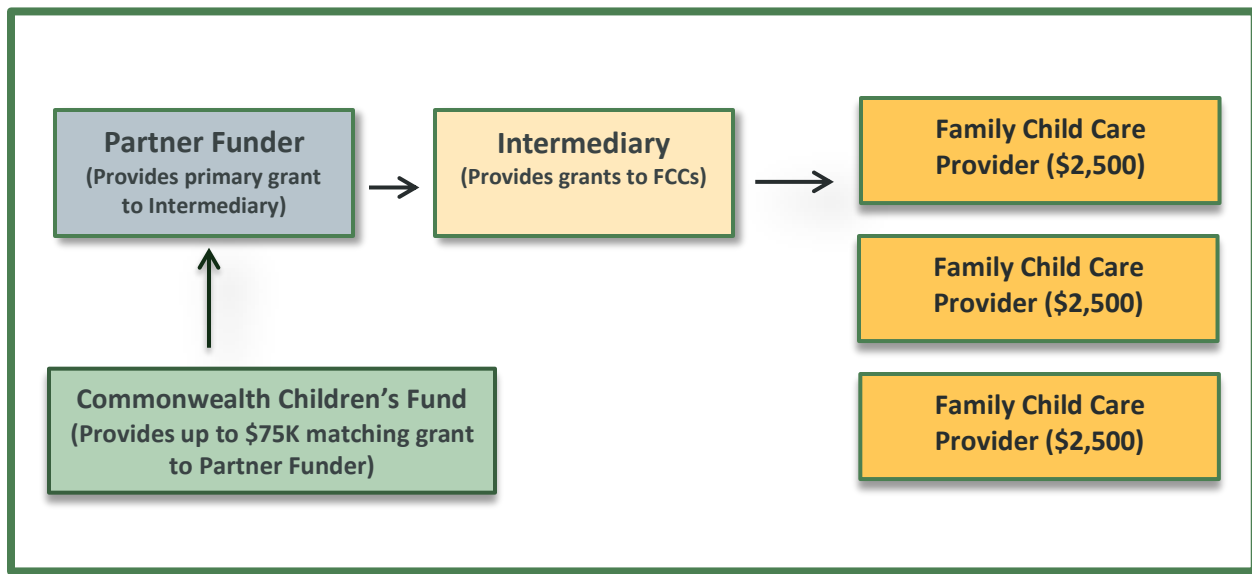 Partner Funder
(Provides primary grant
to Intermediary)
Intermediary
(Provides grants to FCCs)
Family Child Care
Provider ($2,500)
Family Child Care
Provider ($2,500)
Family Child Care
Provider ($2,500)
Commonwealth Children’s Fund
(Provides up to $75K matching grant
to Partner Funder)